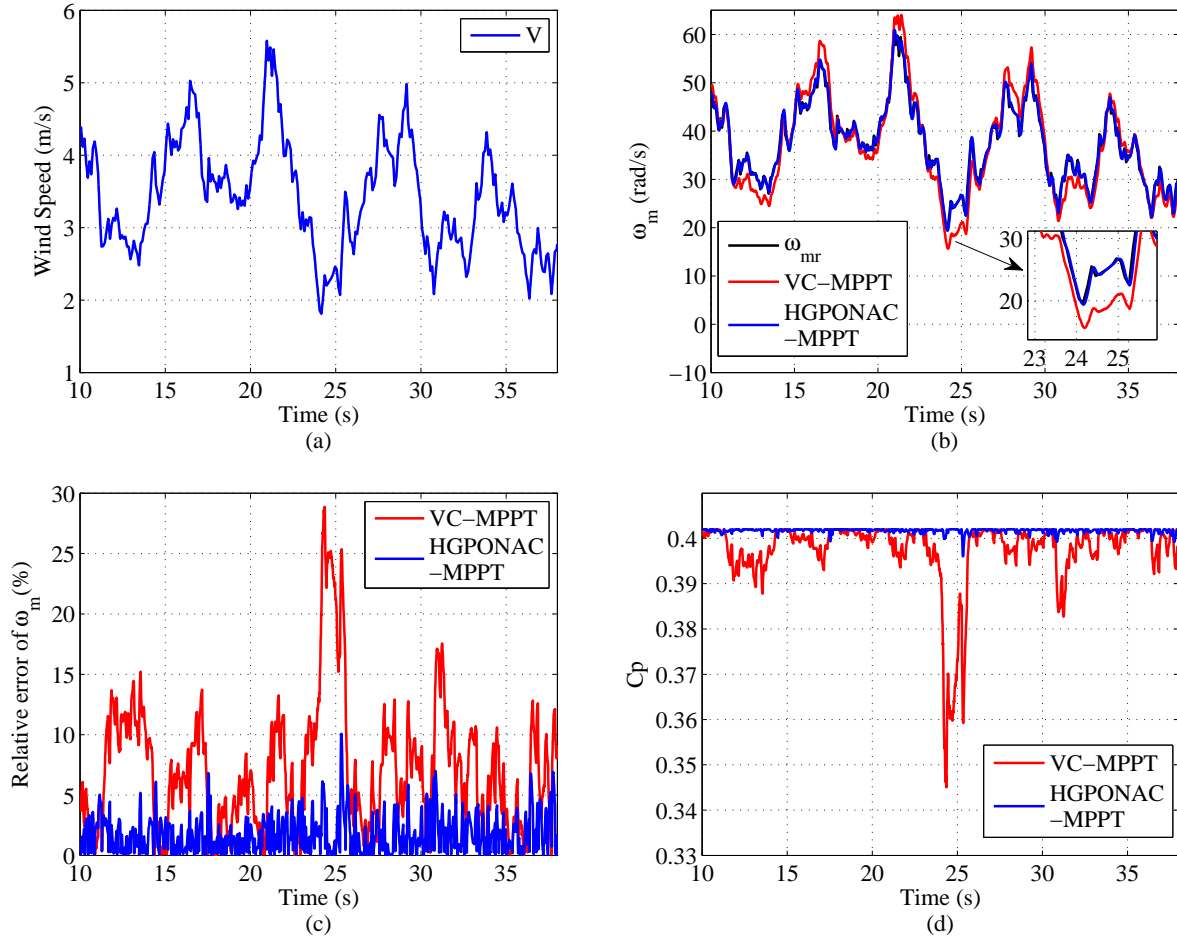 6
5
4
3
2
1
Wind Speed (m/s)
V
10 15 20 25 30 35
Time (s)
(a)
60
50
40
30
20
10
0
−10
ω_m (rad/s)
ω_mr
VC−MPPT
HGPONAC
−MPPT
30
20
23 24 25
10 15 20 25 30 35
Time (s)
(b)
30
25
20
15
10
5
0
Relative error of ω_m(%)
VC−MPPT
HGPONAC
−MPPT
10 15 20 25 30 35
Time (s)
(c)
0.4
0.39
0.38
0.37
0.36
0.35
0.34
0.33
Cp
VC−MPPT
HGPONAC
−MPPT
10 15 20 25 30 35
Time (s)
(d)